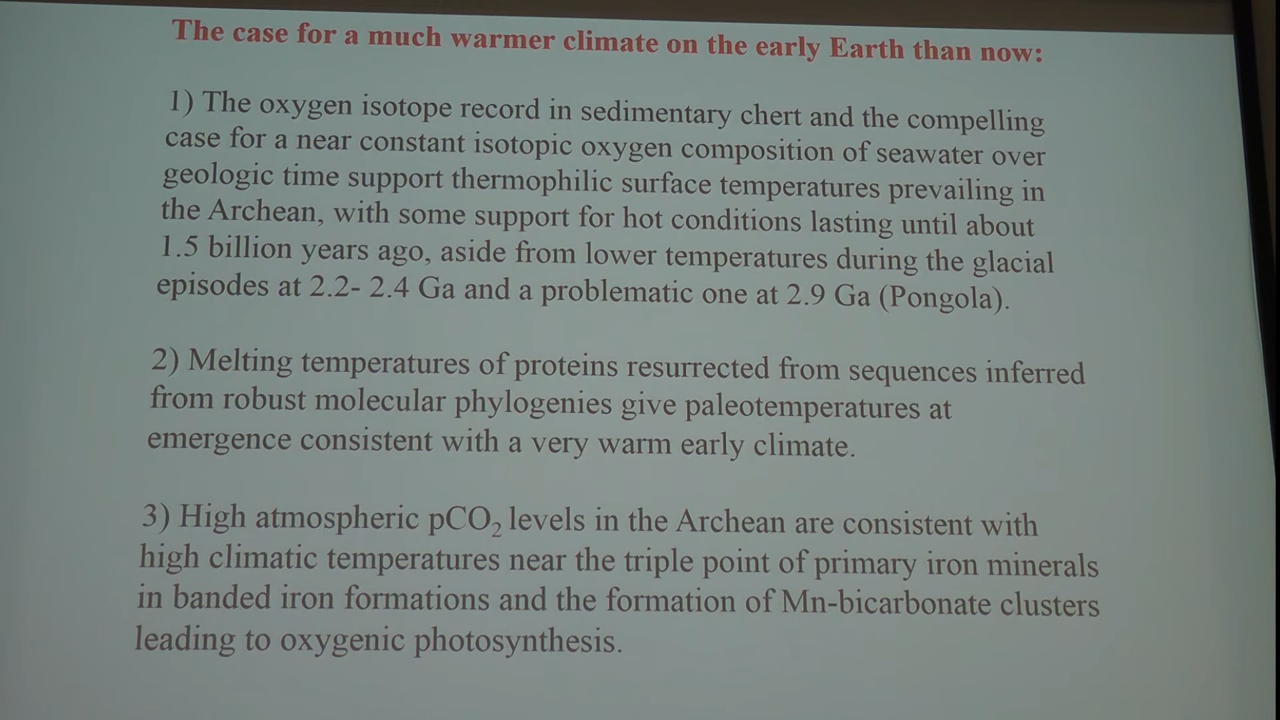 The case for a much warmer climate on the early Earth than now:
1) The oxygen isotope record in sedimentary chert and the compelling
case for a near constant isotopic oxygen composition of seawater over
geologic time support thermophilic surface temperatures prevailing in
the Archean, with some support for hot conditions lasting until about
1.5 billion years ago, aside from lower temperatures during the glacial
episodes at 2.2- 2.4 Ga and a problematic one at 2.9 Ga (Pongola).
2) Melting temperatures of proteins resurrected from sequences inferred
from robust molecular phylogenies give paleotemperatures at
emergence consistent with a very warm early climate.
3) High atmospheric pCO₂ levels in the Archean are consistent with
high climatic temperatures near the triple point of primary iron minerals
in banded iron formations and the formation of Mn-bicarbonate clusters
leading to oxygenic photosynthesis.